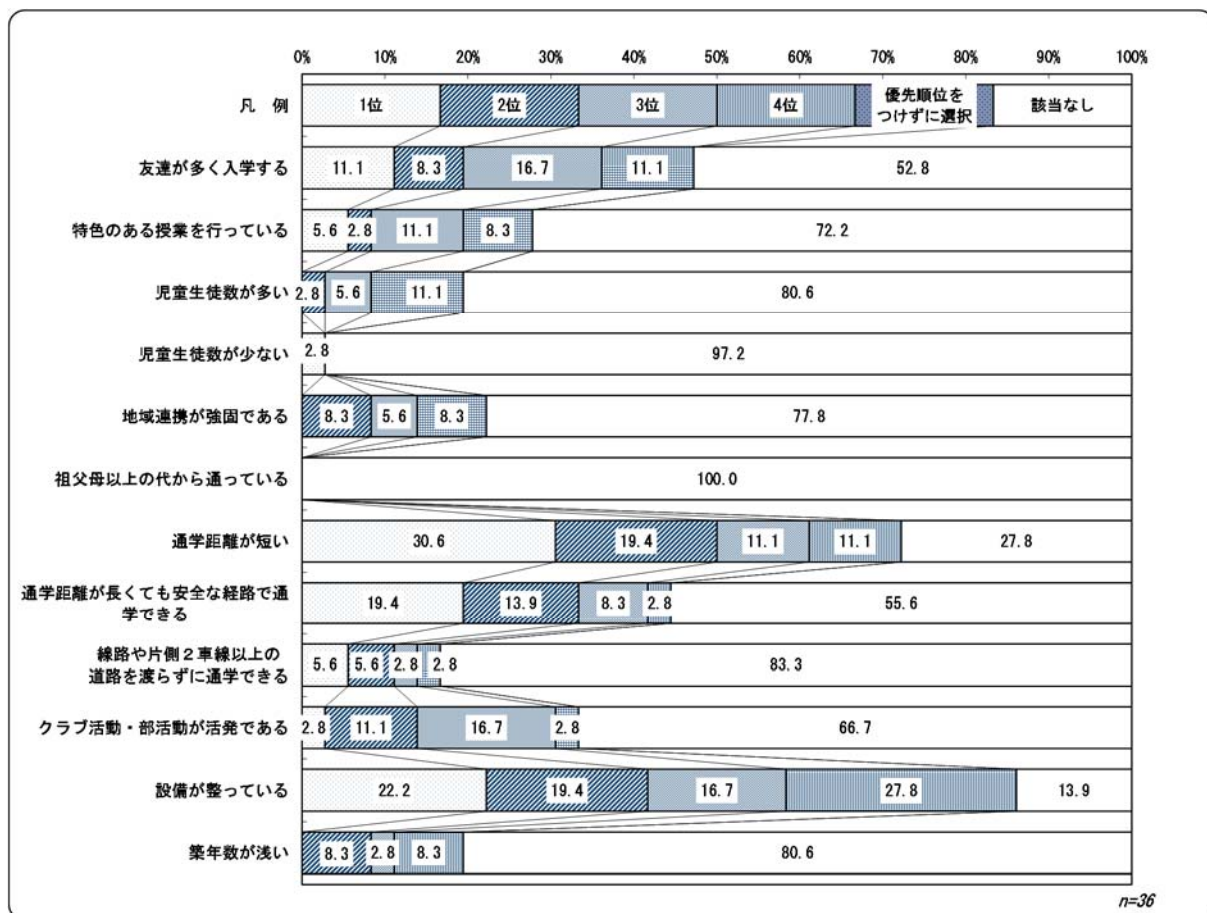 0% 10% 20% 30% 40% 50% 60% 70% 80% 90% 100%
凡 例 1位 2位 3位 4位 優先順位を
つけずに選択 該当なし
友達が多く入学する 11.1 8.3 16.7 11.1 52.8
特色のある授業を行っている 5.6 2.8 11.1 8.3 72.2
児童生徒数が多い 2.8 5.6 11.1 80.6
児童生徒数が少ない 2.8 97.2
地域連携が強固である 8.3 5.6 8.3 77.8
祖父母以上の代から通っている 100.0
通学距離が短い 30.6 19.4 11.1 11.1 27.8
通学距離が長くても安全な経路で通
学できる 19.4 13.9 8.3 2.8 55.6
線路や片側2車線以上の
道路を渡らずに通学できる 5.6 5.6 2.8 2.8 83.3
クラブ活動・部活動が活発である 2.8 11.1 16.7 2.8 66.7
設備が整っている 22.2 19.4 16.7 27.8 13.9
築年数が浅い 8.3 2.8 8.3 80.6
n=36